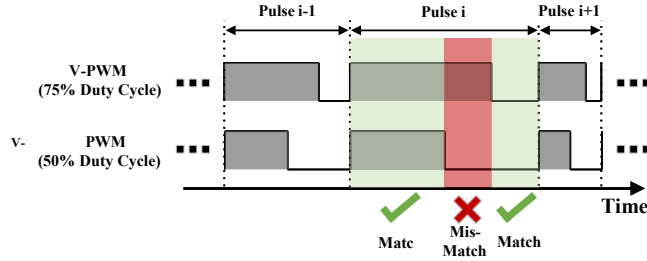 Pulse i-1 Pulse i Pulse i+1
V-PWM
(75% Duty Cycle)
V- PWM
(50% Duty Cycle)
Time
Matc Mis- Match
Match